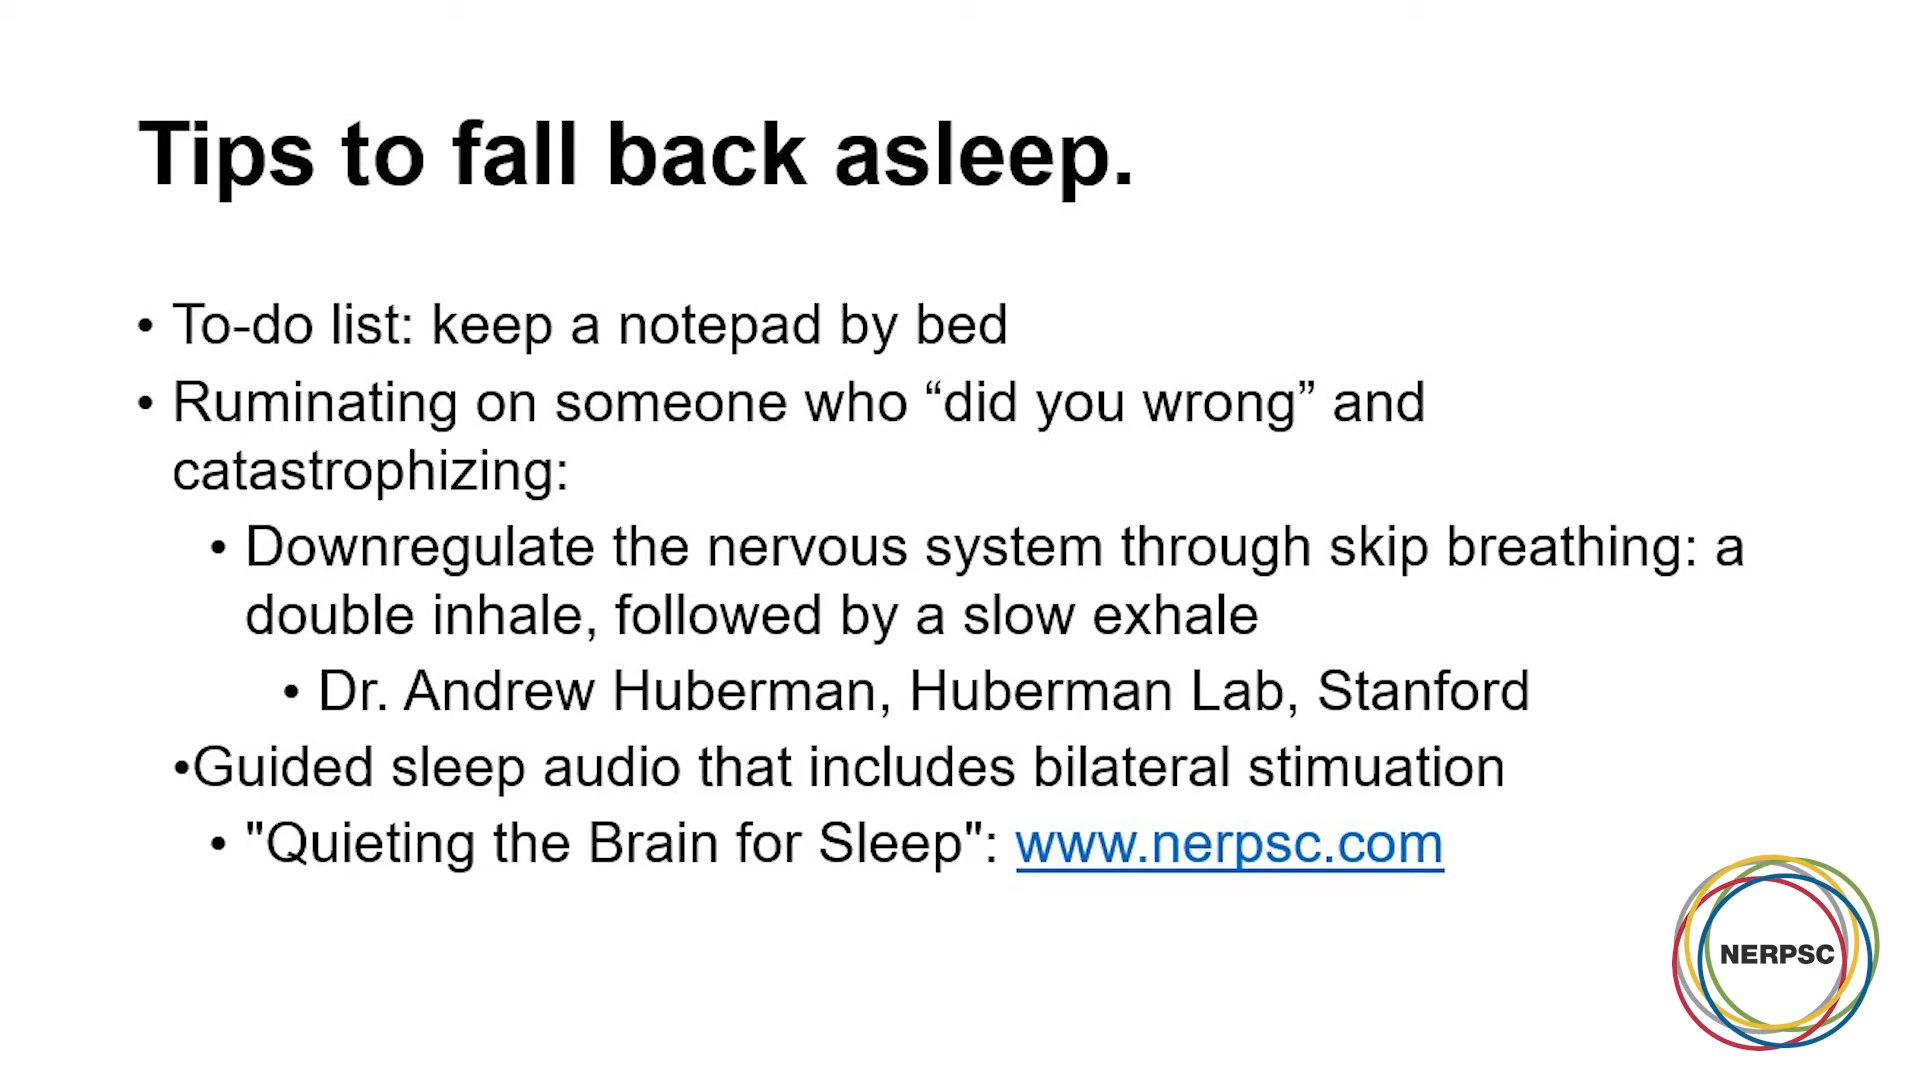 Tips to fall back asleep.
• To-do list: keep a notepad by bed
• Ruminating on someone who “did you wrong” and
catastrophizing:
• Downregulate the nervous system through skip breathing: a
double inhale, followed by a slow exhale
• Dr. Andrew Huberman, Huberman Lab, Stanford
•Guided sleep audio that includes bilateral stimuation
• "Quieting the Brain for Sleep": www.nerpsc.com
NERPSC